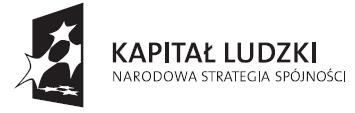 KAPITAŁ LUDZKI
NARODOWA STRATEGIA SPÓJNOŚCI